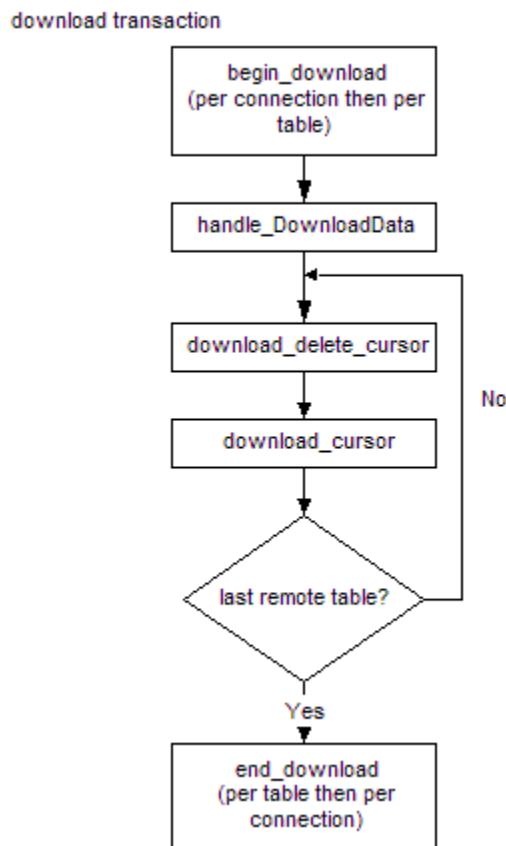 download transaction
begin_download
(per connection then per
table)
handle_DownloadData
download_delete_cursor
No
download_cursor
last remote table?
Yes
end_download
(per table then per
connection)